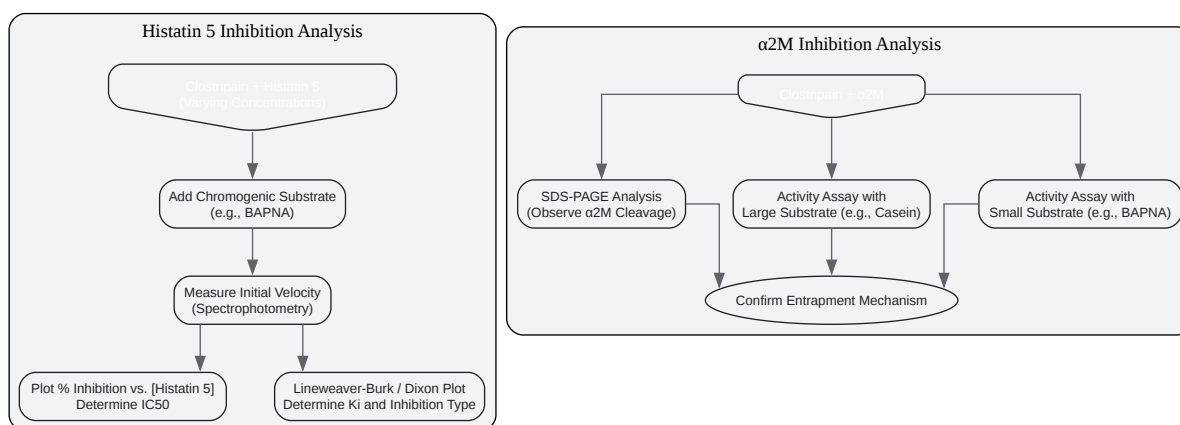 Histatin 5 Inhibition Analysis
Clostripain + Histatin 5
(Varying Concentrations)
Add Chromogenic Substrate
(e.g., BAPNA)
Measure Initial Velocity
(Spectrophotometry)
Plot % Inhibition vs. [Histatin 5]
Determine IC50
Lineweaver-Burk / Dixon Plot
Determine Ki and Inhibition Type
α2M Inhibition Analysis
Clostripain + α2M
SDS-PAGE Analysis
(Observe α2M Cleavage)
Activity Assay with
Large Substrate (e.g., Casein)
Activity Assay with
Small Substrate (e.g., BAPNA)
Confirm Entrapment Mechanism